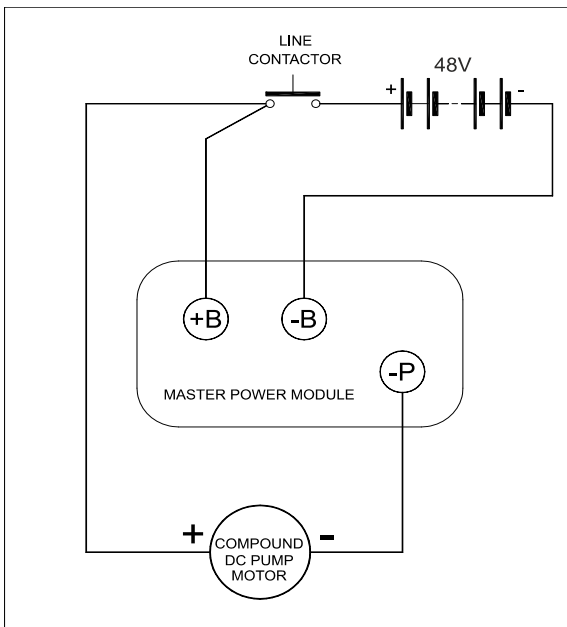 LINE
CONTACTOR
48V
+ -
+B -B
-P
MASTER POWER MODULE
+ -
COMPOUND
DC PUMP
MOTOR